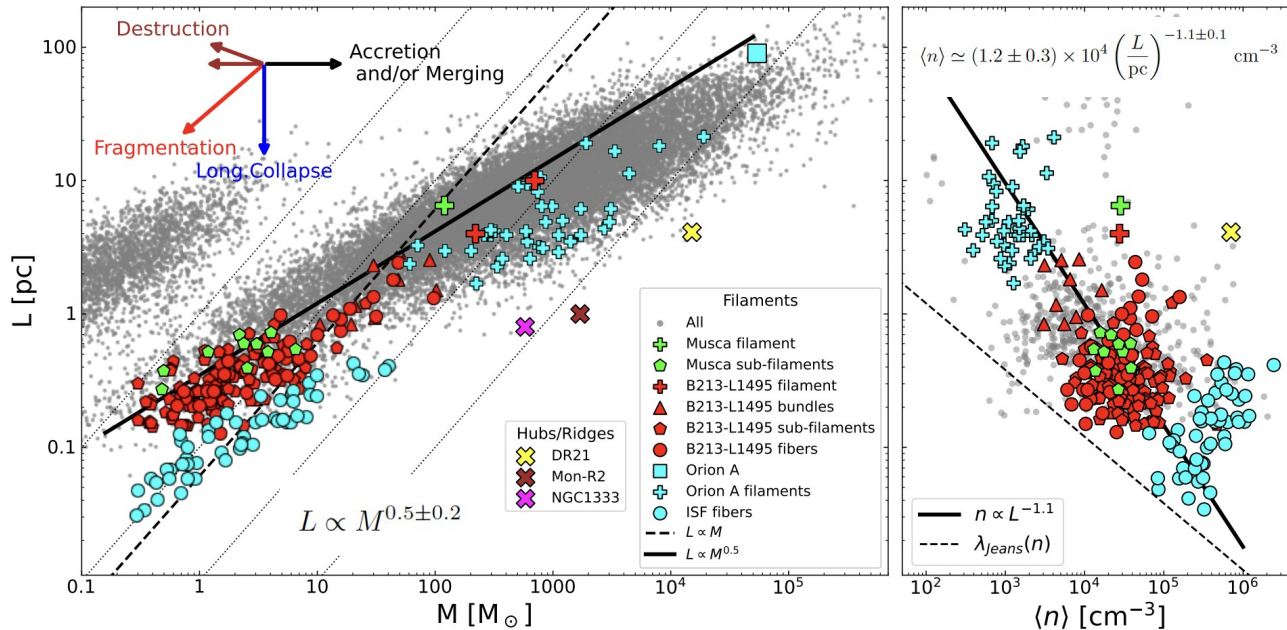 Destruction
Accretion
and/or Merging
Fragmentation
Long.Collapse
100
10
1
0.1
L [pc]
0.1
1
10
100
1000
10⁴
10⁵
M [M⊙]
L ∝ M^{0.5±0.2}
Hubs/Ridges
DR21
Mon-R2
NGC1333
Filaments
All
Musca filament
Musca sub-filaments
B213-L1495 filament
B213-L1495 bundles
B213-L1495 sub-filaments
B213-L1495 fibers
Orion A
Orion A filaments
ISF fibers
L ∝ M
L ∝ M^{0.5}
⟨n⟩ ≃ (1.2 ± 0.3) × 10⁴ (L/pc)^{−1.1±0.1} cm⁻³
n ∝ L^{−1.1}
λ_{Jeans}(n)
10²
10³
10⁴
10⁵
10⁶
⟨n⟩ [cm⁻³]